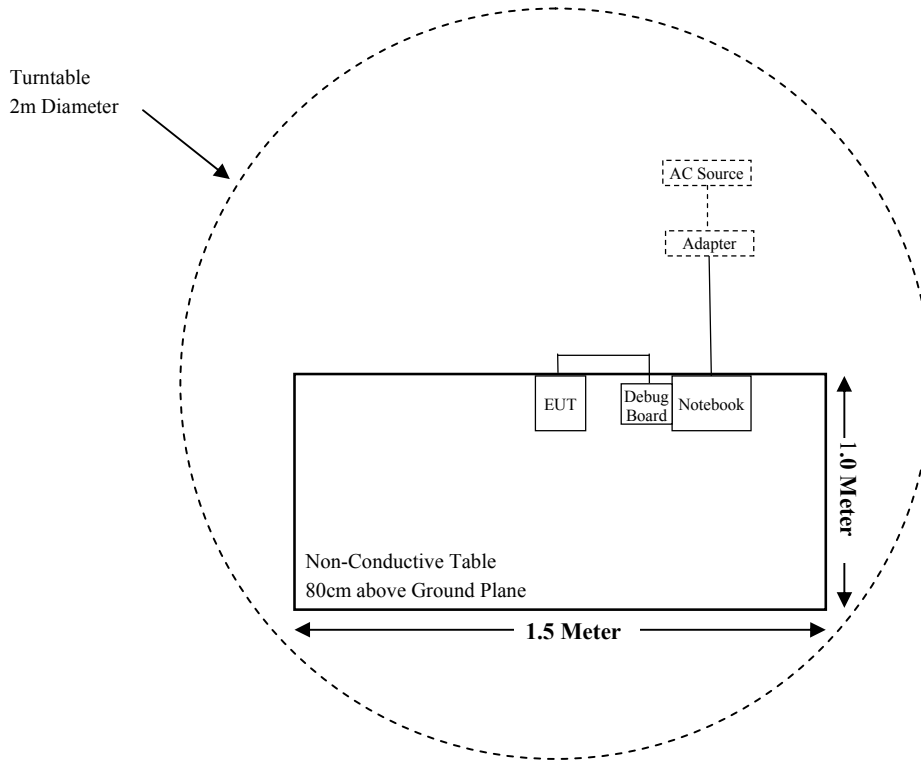 Turntable
2m Diameter
AC Source
Adapter
EUT
Debug
Board
Notebook
1.0 Meter
Non-Conductive Table
80cm above Ground Plane
1.5 Meter